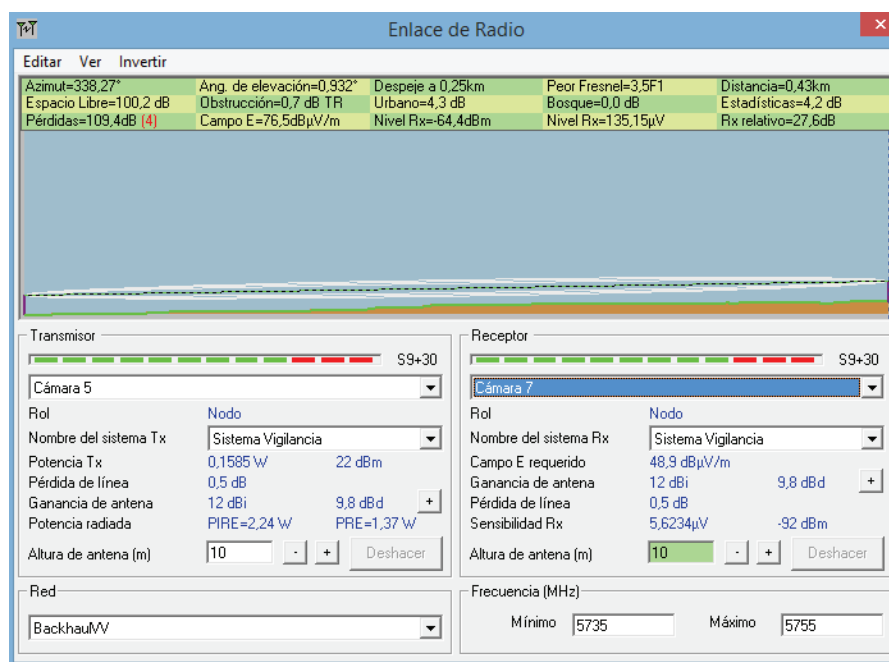 Enlace de Radio
Editar Ver Invertir
Azimut=338,27° Ang. de elevación=0,932° Despeje a 0,25km Peor Fresnel=3,5F1 Distancia=0,43km
Espacio Libre=100,2 dB Obstrucción=0,7 dB TR Urbano=4,3 dB Bosque=0,0 dB Estadísticas=4,2 dB
Pérdidas=109,4dB (4) Campo E=76,5dBµV/m Nivel Rx=-64,4dBm Nivel Rx=135,15µV Rx relativo=27,6dB
Transmisor
S9+30
Cámara 5
Rol Nodo
Nombre del sistema Tx Sistema Vigilancia
Potencia Tx 0,1585 W 22 dBm
Pérdida de línea 0,5 dB
Ganancia de antena 12 dBi 9,8 dBd +
Potencia radiada PIRE=2,24 W PRE=1,37 W
Altura de antena (m) 10 - + Deshacer
Receptor
S9+30
Cámara 7
Rol Nodo
Nombre del sistema Rx Sistema Vigilancia
Campo E requerido 48,9 dBµV/m
Ganancia de antena 12 dBi 9,8 dBd +
Pérdida de línea 0,5 dB
Sensibilidad Rx 5,6234µV -92 dBm
Altura de antena (m) 10 - + Deshacer
Red
BackhaulVV
Frecuencia (MHz)
Mínimo 5735 Máximo 5755